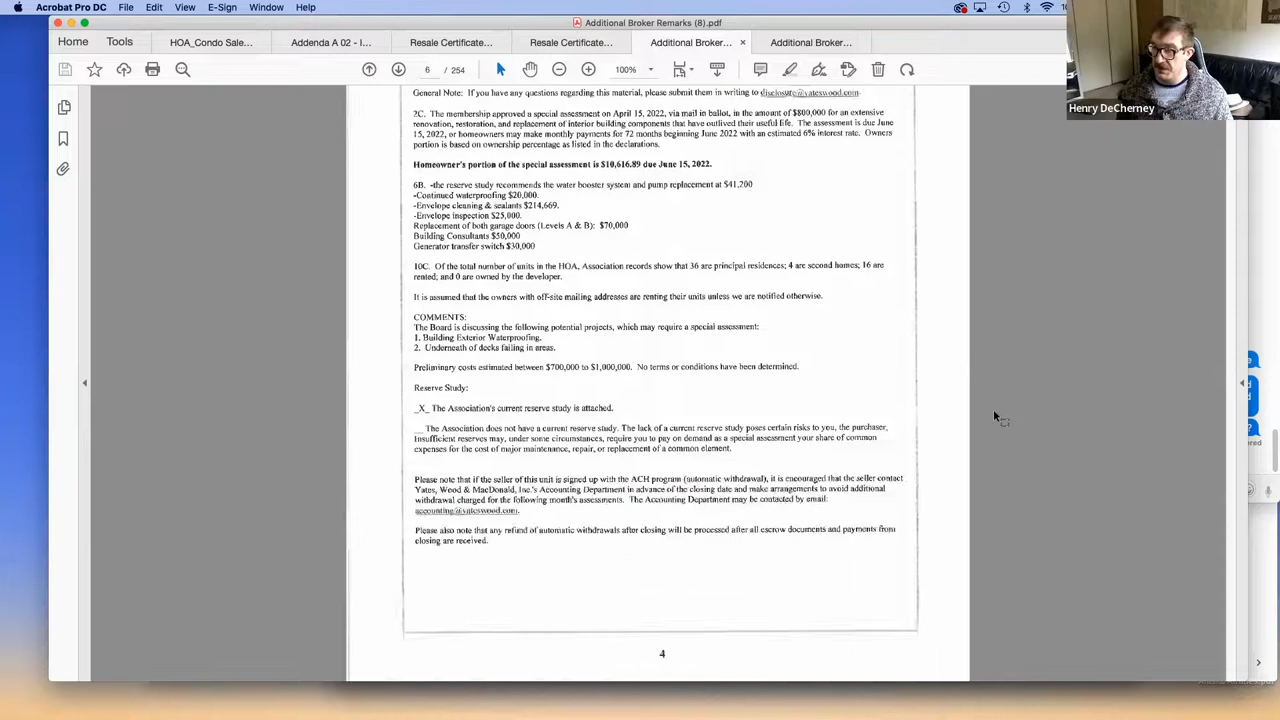 Acrobat Pro DC File Edit View E-Sign Window Help
Additional Broker Remarks (8).pdf
Home Tools HOA_Condo Sale... Addenda A 02 - I... Resale Certificate... Resale Certificate... Additional Broker... × Additional Broker...
6 / 254 100%
Henry DeCherney
General Note: If you have any questions regarding this material, please submit them in writing to disclosure@yateswood.com.
2C. The membership approved a special assessment on April 15, 2022, via mail in ballot, in the amount of $800,000 for an extensive
renovation, restoration, and replacement of interior building components that have outlived their useful life. The assessment is due June
15, 2022, or homeowners may make monthly payments for 72 months beginning June 2022 with an estimated 6% interest rate. Owners
portion is based on ownership percentage as listed in the declarations.
Homeowner's portion of the special assessment is $10,616.89 due June 15, 2022.
6B. -the reserve study recommends the water booster system and pump replacement at $41,200
-Continued waterproofing $20,000.
-Envelope cleaning & sealants $214,669.
-Envelope inspection $25,000.
Replacement of both garage doors (Levels A & B): $70,000
Building Consultants $50,000
Generator transfer switch $30,000
10C. Of the total number of units in the HOA, Association records show that 36 are principal residences; 4 are second homes; 16 are
rented; and 0 are owned by the developer.
It is assumed that the owners with off-site mailing addresses are renting their units unless we are notified otherwise.
COMMENTS:
The Board is discussing the following potential projects, which may require a special assessment:
1. Building Exterior Waterproofing.
2. Underneath of decks failing in areas.
Preliminary costs estimated between $700,000 to $1,000,000. No terms or conditions have been determined.
Reserve Study:
_X_ The Association's current reserve study is attached.
__ The Association does not have a current reserve study. The lack of a current reserve study poses certain risks to you, the purchaser.
Insufficient reserves may, under some circumstances, require you to pay on demand as a special assessment your share of common
expenses for the cost of major maintenance, repair, or replacement of a common element.
Please note that if the seller of this unit is signed up with the ACH program (automatic withdrawal), it is encouraged that the seller contact
Yates, Wood & MacDonald, Inc.'s Accounting Department in advance of the closing date and make arrangements to avoid additional
withdrawal charged for the following month's assessments. The Accounting Department may be contacted by email:
accounting@yateswood.com.
Please also note that any refund of automatic withdrawals after closing will be processed after all escrow documents and payments from
closing are received.
4